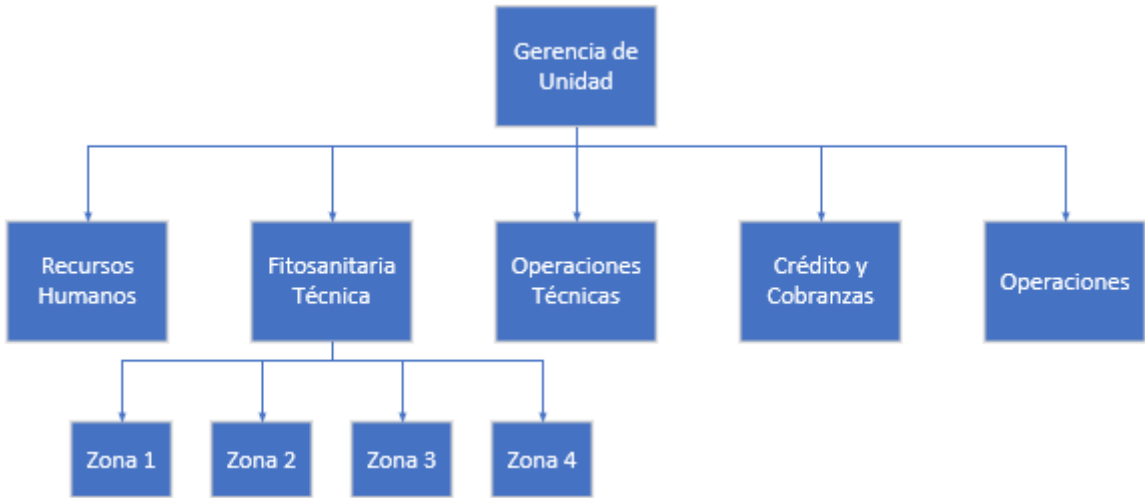 Gerencia de
Unidad
Recursos
Humanos
Fitosanitaria
Técnica
Operaciones
Técnicas
Crédito y
Cobranzas
Operaciones
Zona 1
Zona 2
Zona 3
Zona 4